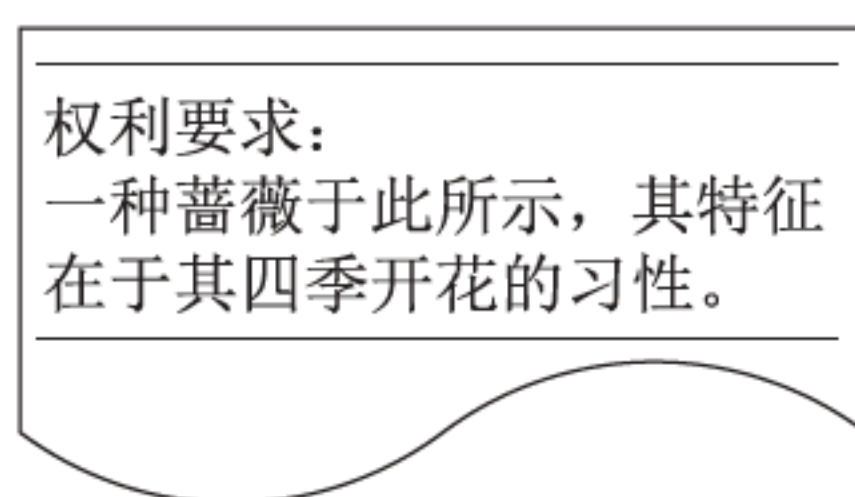 权利要求：
一种蔷薇于此所示，其特征
在于其四季开花的习性。